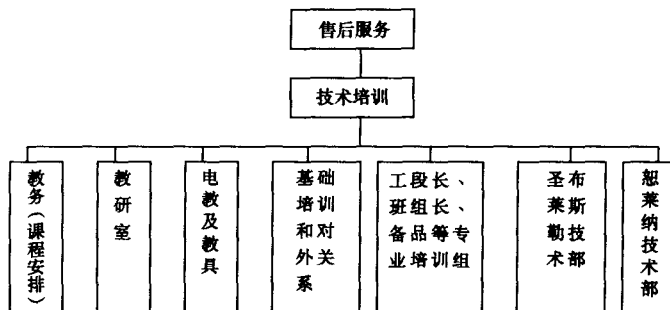 售后服务
技术培训
教务（课程安排）
教研室
电教及教具
基础
培训
和对
外关
系
工段长、
班组长、
备品等专
业培训组
圣布
莱斯
勒技
术部
恕莱纳技术部